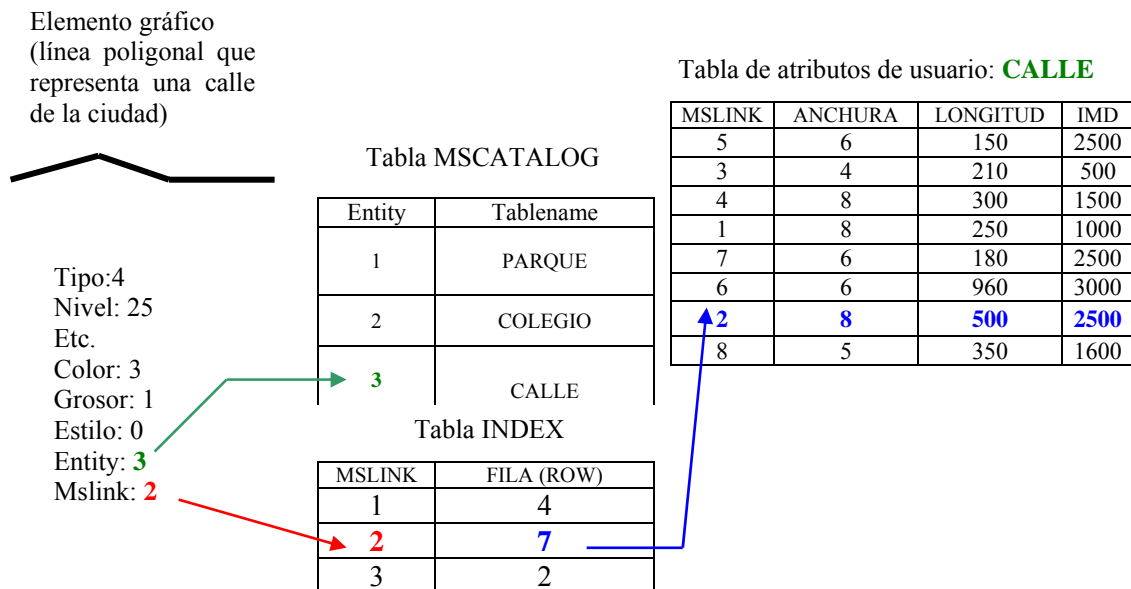 Elemento gráfico
(línea poligonal que
representa una calle
de la ciudad)
Tipo:4
Nivel: 25
Etc.
Color: 3
Grosor: 1
Estilo: 0
Entity: 3
Mslink: 2
Tabla MSCATALOG
Entity Tablename
1 PARQUE
2 COLEGIO
3 CALLE
Tabla INDEX
MSLINK FILA (ROW)
1 4
2 7
3 2
Tabla de atributos de usuario: CALLE
MSLINK ANCHURA LONGITUD IMD
5 6 150 2500
3 4 210 500
4 8 300 1500
1 8 250 1000
7 6 180 2500
6 6 960 3000
2 8 500 2500
8 5 350 1600